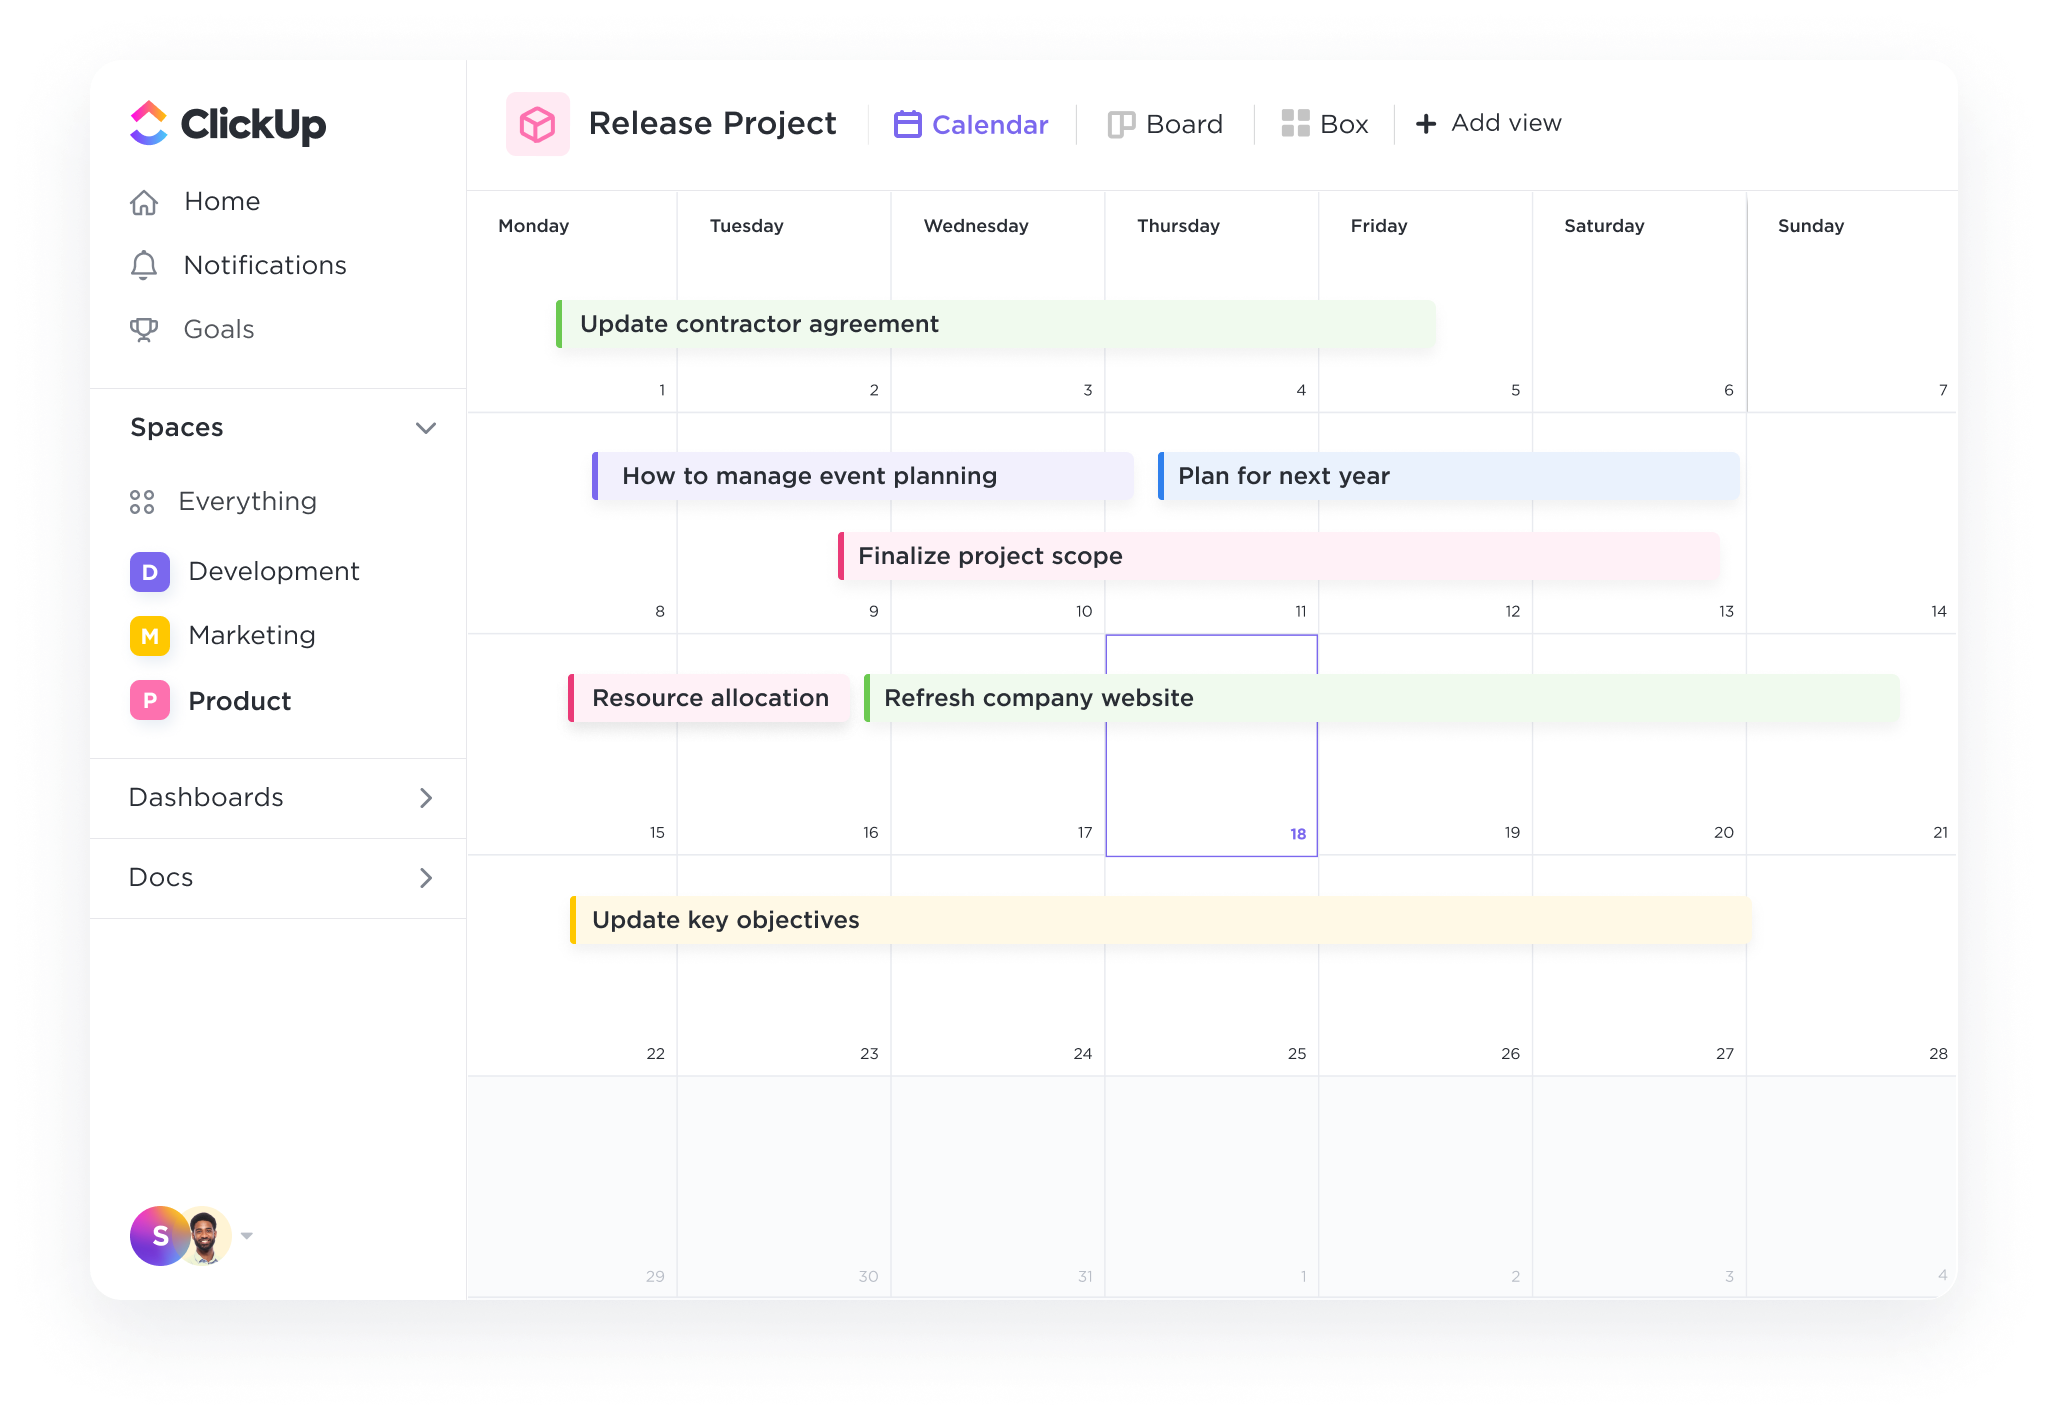 ClickUp
Home
Notifications
Goals
Spaces
Everything
D Development
M Marketing
P Product
Dashboards
Docs
S
Release Project Calendar Board Box + Add view
Monday Tuesday Wednesday Thursday Friday Saturday Sunday
Update contractor agreement
1 2 3 4 5 6 7
How to manage event planning Plan for next year
Finalize project scope
8 9 10 11 12 13 14
Resource allocation Refresh company website
15 16 17 18 19 20 21
Update key objectives
22 23 24 25 26 27 28
29 30 31 1 2 3 4